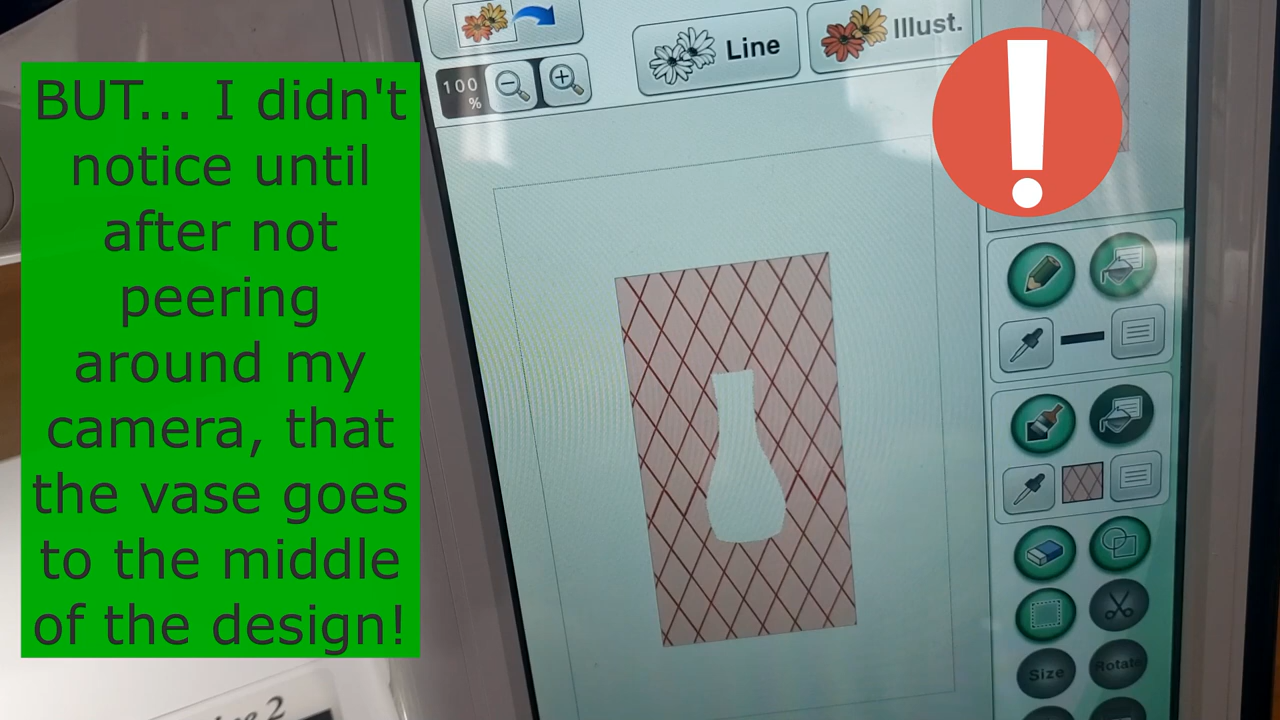 BUT... I didn't
notice until
after not
peering
around my
camera, that
the vase goes
to the middle
of the design!
Line
Illust.
100
%
Size
Rotate
2